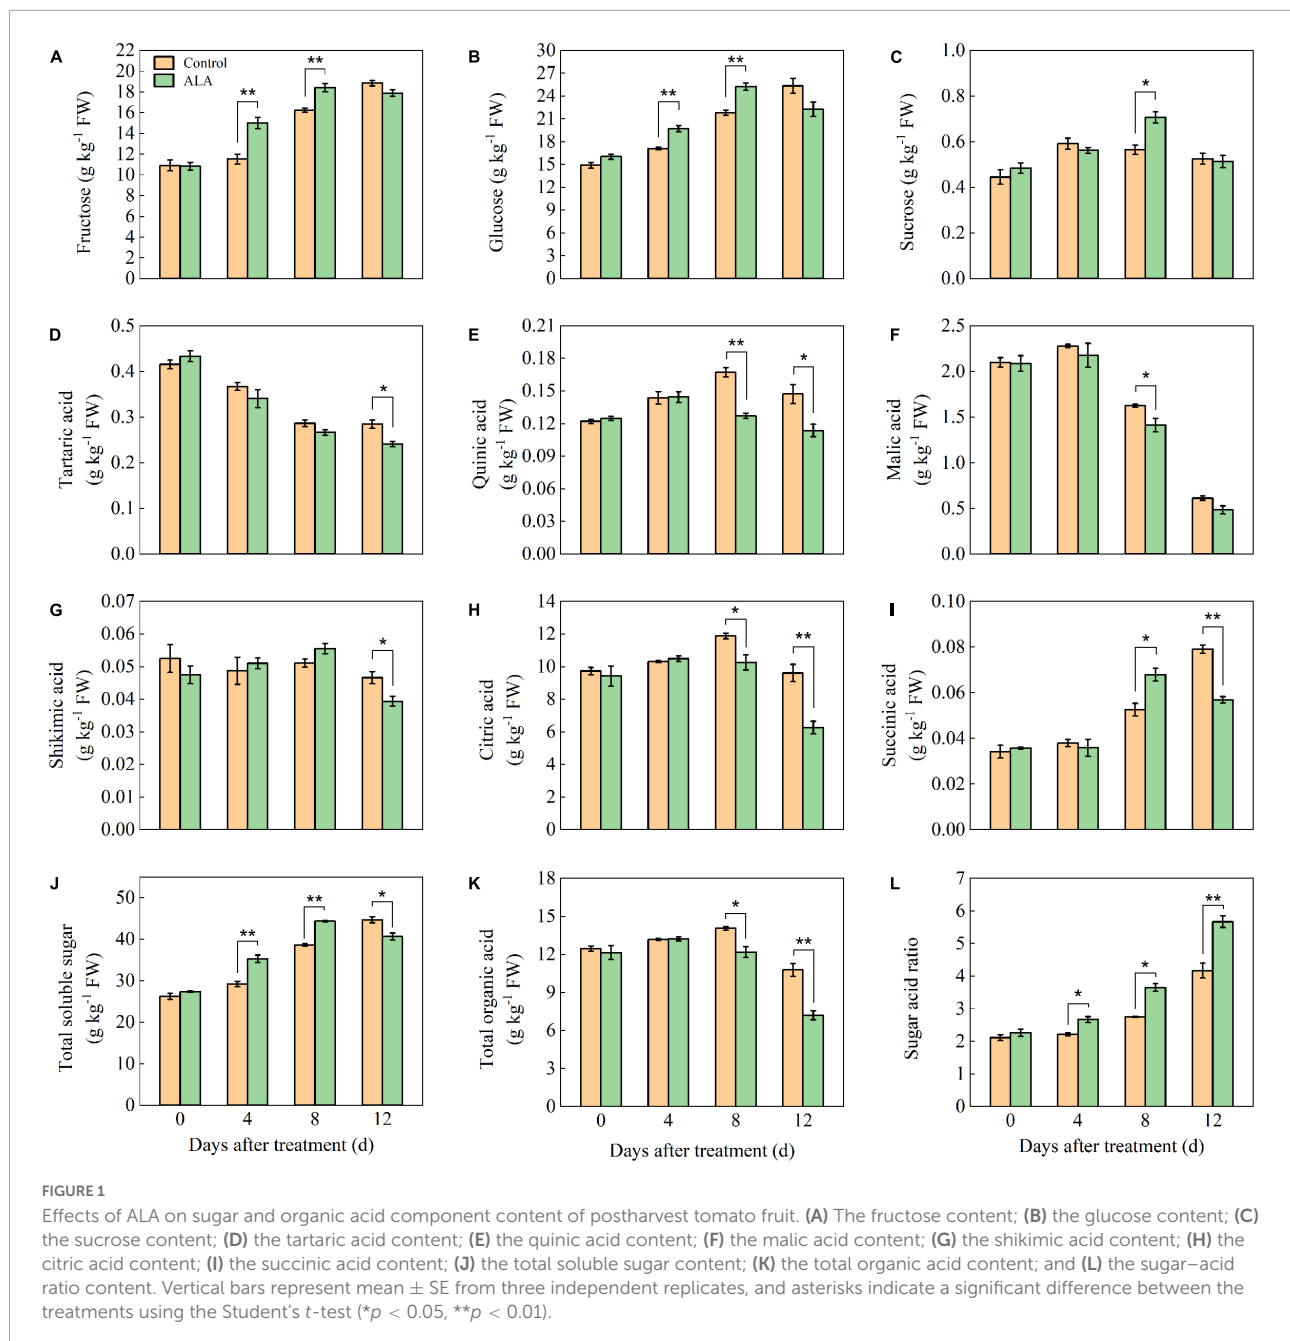 A
Fructose (g kg⁻¹ FW)
22
20
18
16
14
12
10
8
6
4
2
0
Control
ALA
**
**
B
Glucose (g kg⁻¹ FW)
30
27
24
21
18
15
12
9
6
3
0
**
**
C
Sucrose (g kg⁻¹ FW)
1.0
0.8
0.6
0.4
0.2
0.0
*
D
Tartaric acid
(g kg⁻¹ FW)
0.5
0.4
0.3
0.2
0.1
0.0
*
E
Quinic acid
(g kg⁻¹ FW)
0.21
0.18
0.15
0.12
0.09
0.06
0.03
0.00
**
*
F
Malic acid
(g kg⁻¹ FW)
2.5
2.0
1.5
1.0
0.5
0.0
*
G
Shikimic acid
(g kg⁻¹ FW)
0.07
0.06
0.05
0.04
0.03
0.02
0.01
0.00
*
H
Citric acid
(g kg⁻¹ FW)
14
12
10
8
6
4
2
0
*
**
I
Succinic acid
(g kg⁻¹ FW)
0.10
0.08
0.06
0.04
0.02
0.00
*
**
J
Total soluble sugar
(g kg⁻¹ FW)
50
40
30
20
10
0
**
**
*
0 4 8 12
Days after treatment (d)
K
Total organic acid
(g kg⁻¹ FW)
18
15
12
9
6
3
0
*
**
0 4 8 12
Days after treatment (d)
L
Sugar acid ratio
7
6
5
4
3
2
1
0
*
*
**
0 4 8 12
Days after treatment (d)
FIGURE 1
Effects of ALA on sugar and organic acid component content of postharvest tomato fruit. (A) The fructose content; (B) the glucose content; (C)
the sucrose content; (D) the tartaric acid content; (E) the quinic acid content; (F) the malic acid content; (G) the shikimic acid content; (H) the
citric acid content; (I) the succinic acid content; (J) the total soluble sugar content; (K) the total organic acid content; and (L) the sugar–acid
ratio content. Vertical bars represent mean ± SE from three independent replicates, and asterisks indicate a significant difference between the
treatments using the Student's t-test (*p < 0.05, **p < 0.01).